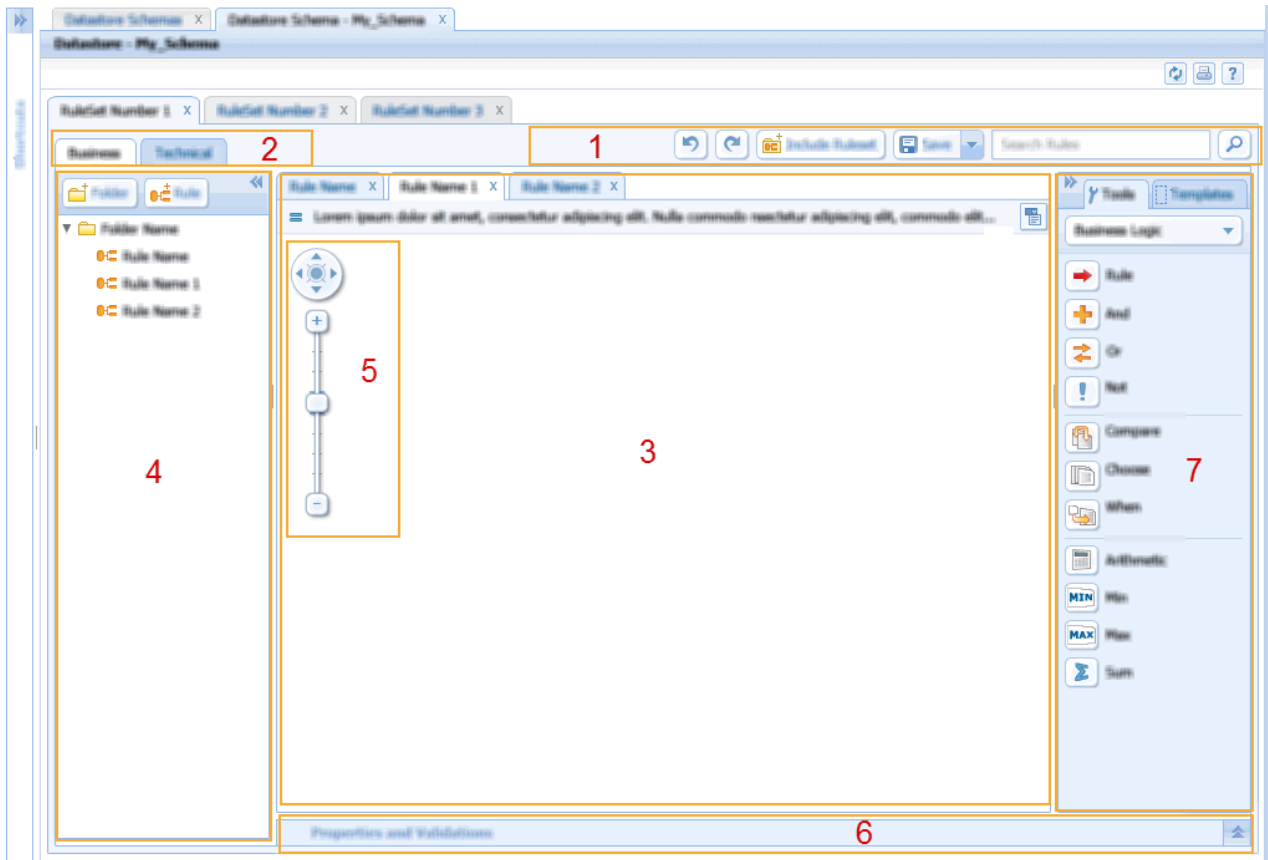 Datastore Schemas X Datastore Schema - My_Schema X
Datastore - My_Schema
?
Shortcuts
RuleSet Number 1 X RuleSet Number 2 X RuleSet Number 3 X
Business Technical 2
1 Include Ruleset Save Search Rules
Folder Rule
Rule Name X Rule Name 1 X Rule Name 2 X
Tools Templates
= Lorem ipsum dolor sit amet, consectetur adipiscing elit. Nulla commodo adipiscing elit, commodo elit...
Business Logic
Folder Name
Rule Name
Rule Name 1
Rule Name 2
4
+
5
-
3
Rule
And
Or
! Not
Compare
Choose
When
7
Arithmetic
MIN Min
MAX Max
Σ Sum
Properties and Validations 6